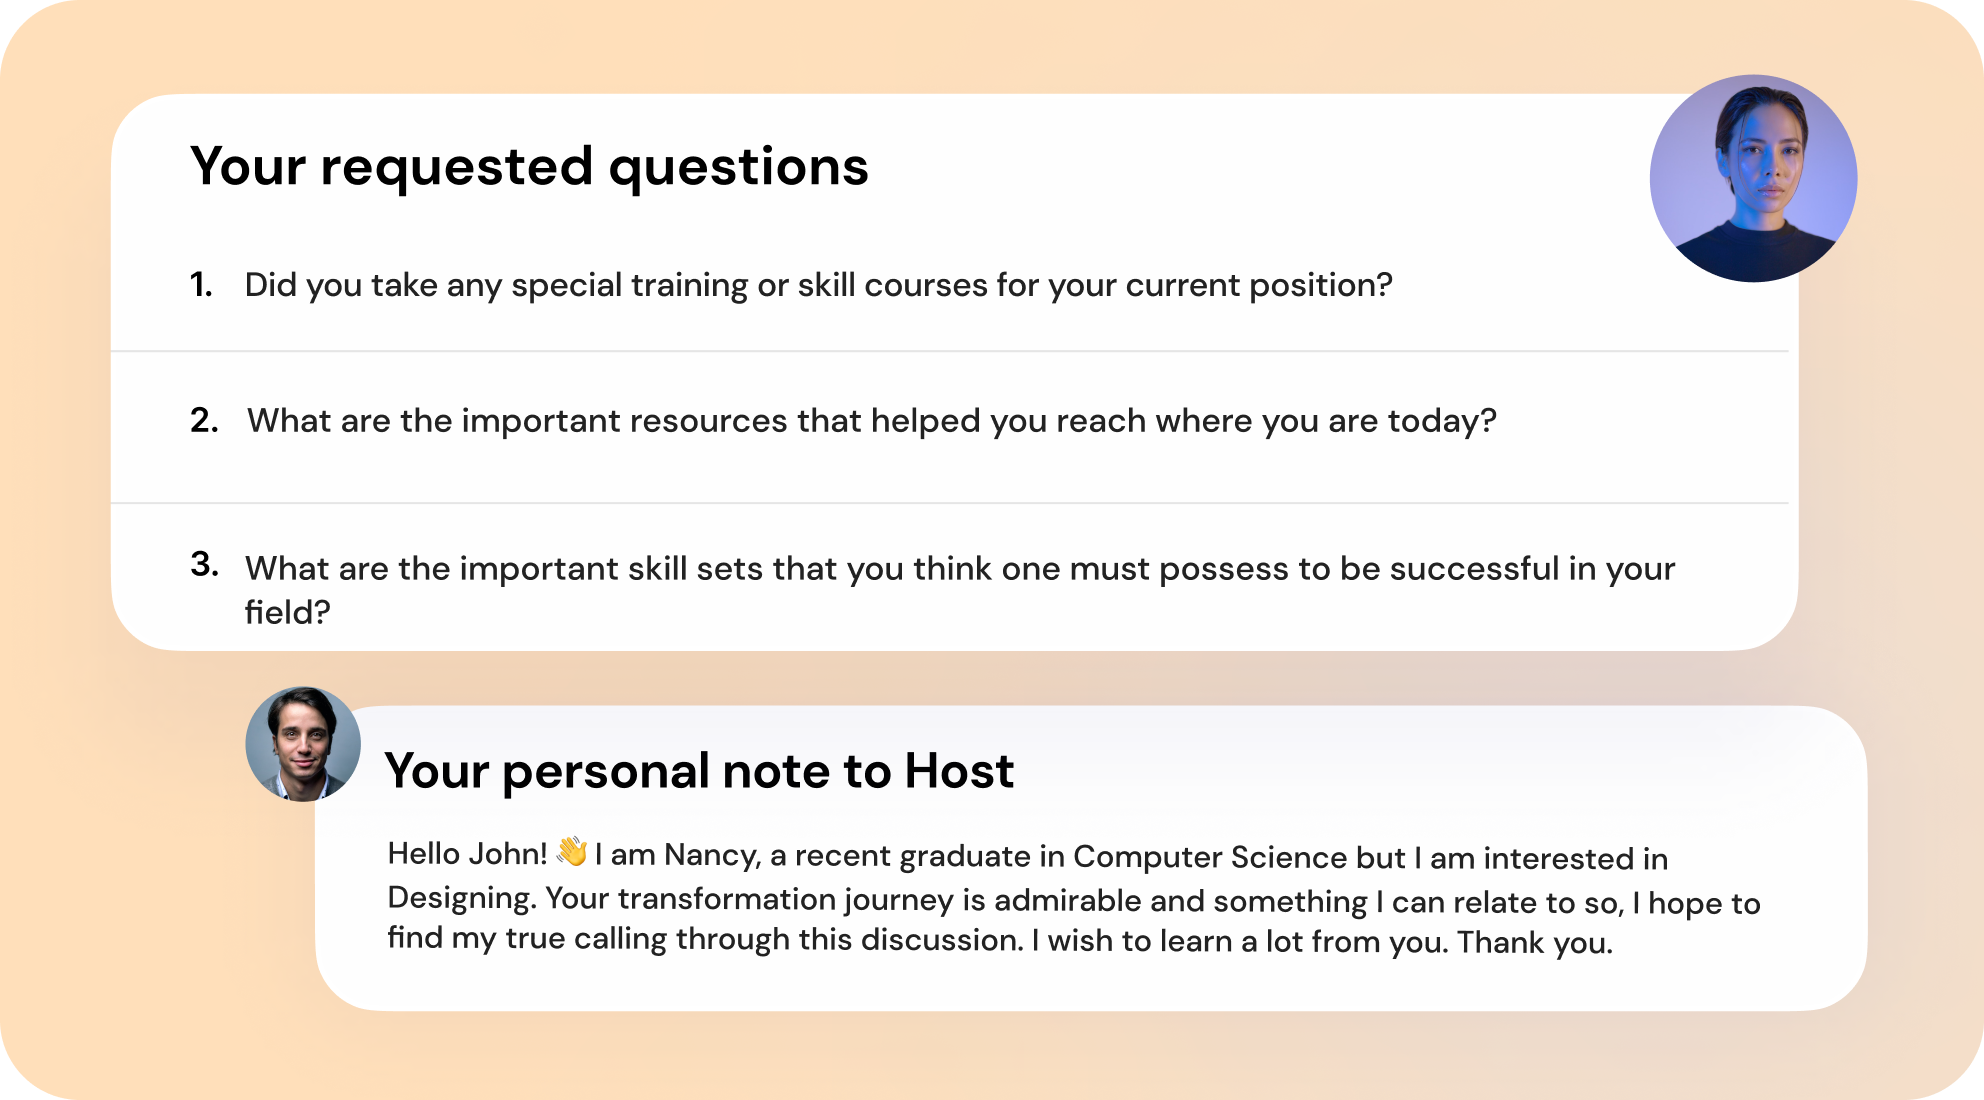 Your requested questions
1. Did you take any special training or skill courses for your current position?
2. What are the important resources that helped you reach where you are today?
3. What are the important skill sets that you think one must possess to be successful in your
field?
Your personal note to Host
Hello John! 👋 I am Nancy, a recent graduate in Computer Science but I am interested in
Designing. Your transformation journey is admirable and something I can relate to so, I hope to
find my true calling through this discussion. I wish to learn a lot from you. Thank you.